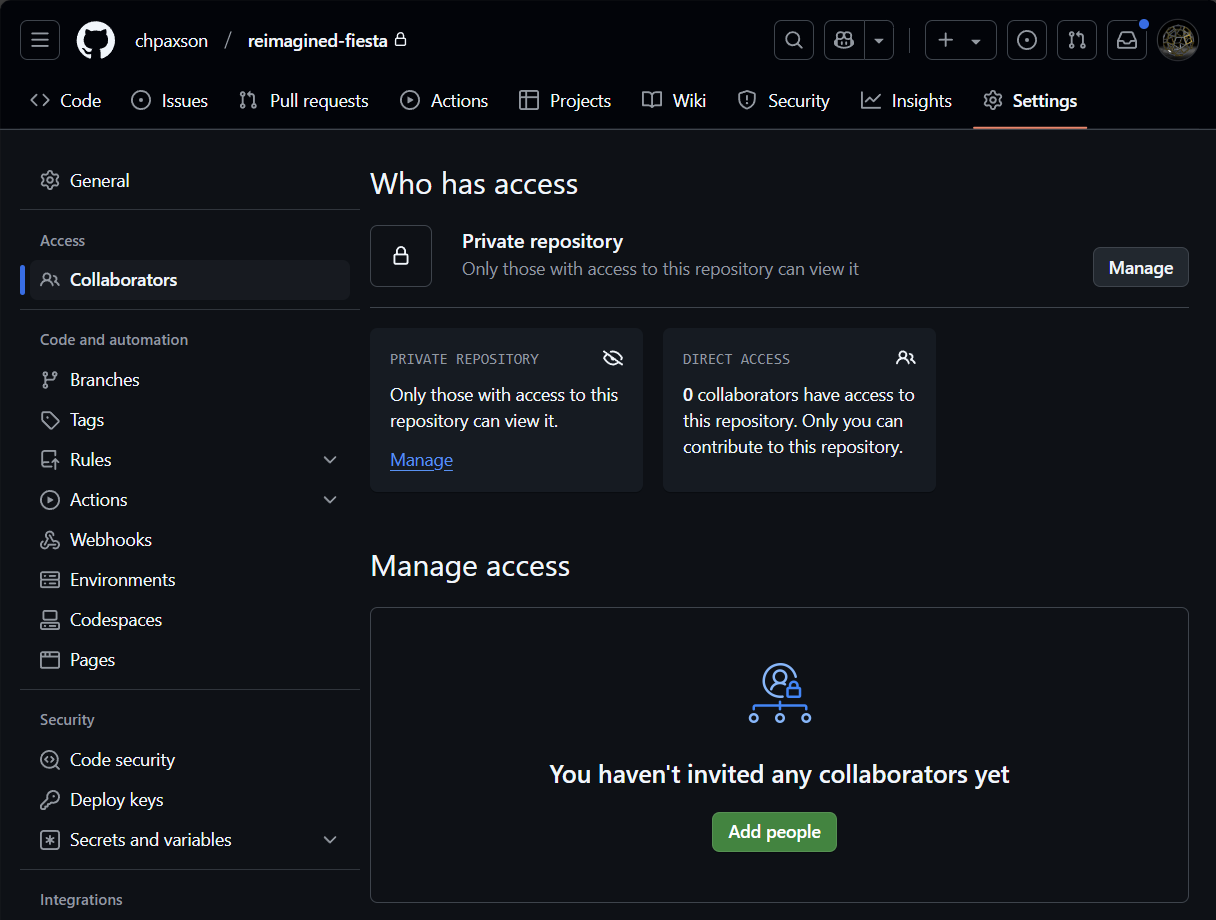 chpaxson / reimagined-fiesta
Code Issues Pull requests Actions Projects Wiki Security Insights Settings
General
Access
Collaborators
Code and automation
Branches
Tags
Rules
Actions
Webhooks
Environments
Codespaces
Pages
Security
Code security
Deploy keys
Secrets and variables
Integrations
Who has access
Private repository
Only those with access to this repository can view it
Manage
PRIVATE REPOSITORY
Only those with access to this
repository can view it.
Manage
DIRECT ACCESS
0 collaborators have access to
this repository. Only you can
contribute to this repository.
Manage access
You haven't invited any collaborators yet
Add people